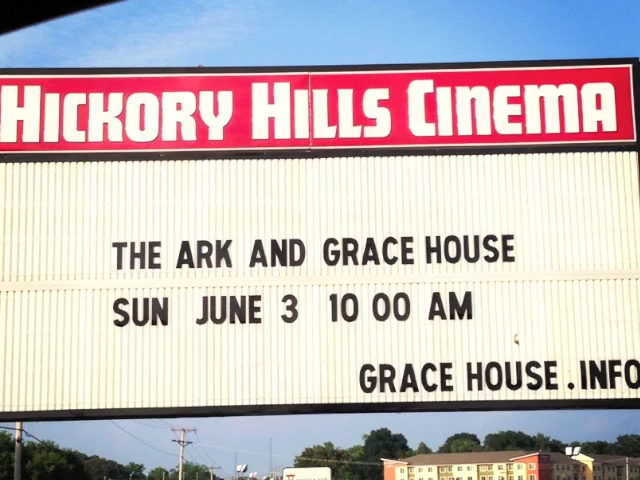 HICKORY HILLS CINEMA
THE ARK AND GRACE HOUSE
SUN JUNE 3 10 00 AM
GRACE HOUSE.INFO